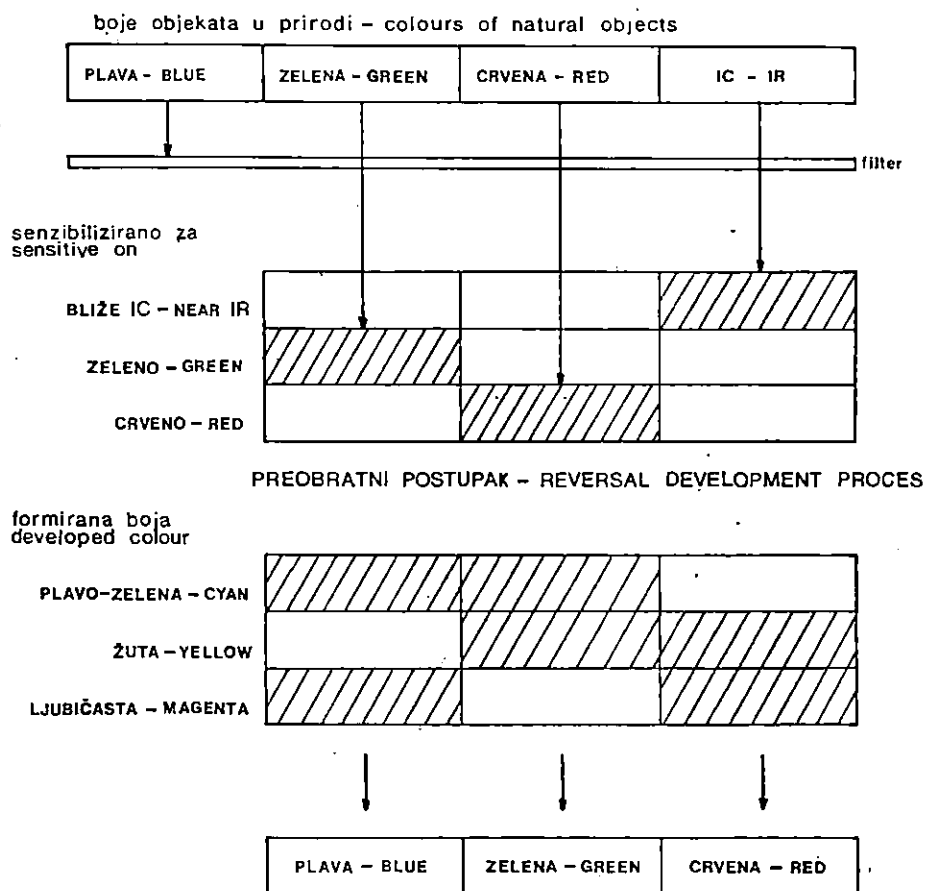 boje objekata u prirodi – colours of natural objects
PLAVA – BLUE
ZELENA – GREEN
CRVENA – RED
IC – IR
filter
senzibilizirano za
sensitive on
BLIŽE IC – NEAR IR
ZELENO – GREEN
CRVENO – RED
PREOBRATNI POSTUPAK – REVERSAL DEVELOPMENT PROCES
formirana boja
developed colour
PLAVO-ZELENA – CYAN
ŽUTA – YELLOW
LJUBIČASTA – MAGENTA
PLAVA – BLUE
ZELENA – GREEN
CRVENA – RED